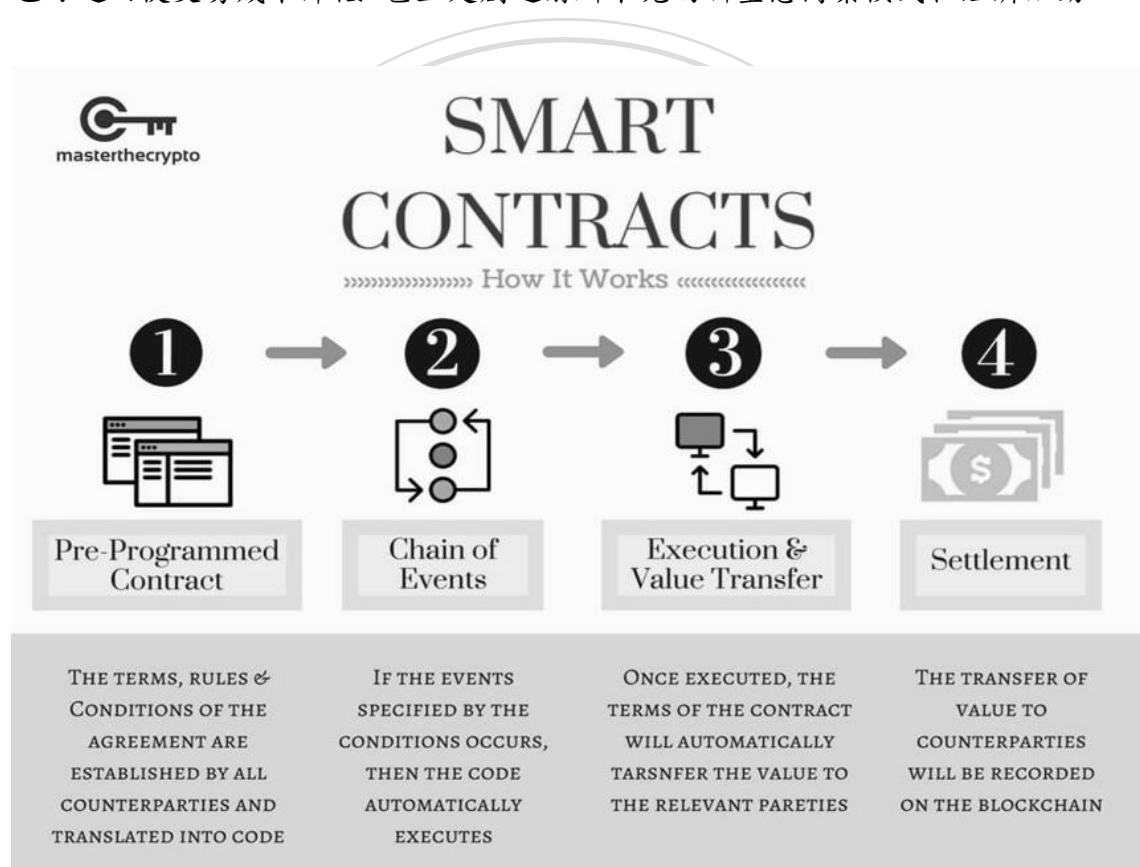 masterthecrypto
SMART
CONTRACTS
»»»»»»»»» How It Works «««««««««
1
2
3
4
$
Pre-Programmed
Contract
Chain of
Events
Execution &
Value Transfer
Settlement
THE TERMS, RULES &
CONDITIONS OF THE
AGREEMENT ARE
ESTABLISHED BY ALL
COUNTERPARTIES AND
TRANSLATED INTO CODE
IF THE EVENTS
SPECIFIED BY THE
CONDITIONS OCCURS,
THEN THE CODE
AUTOMATICALLY
EXECUTES
ONCE EXECUTED, THE
TERMS OF THE CONTRACT
WILL AUTOMATICALLY
TARSNFER THE VALUE TO
THE RELEVANT PARETIES
THE TRANSFER OF
VALUE TO
COUNTERPARTIES
WILL BE RECORDED
ON THE BLOCKCHAIN